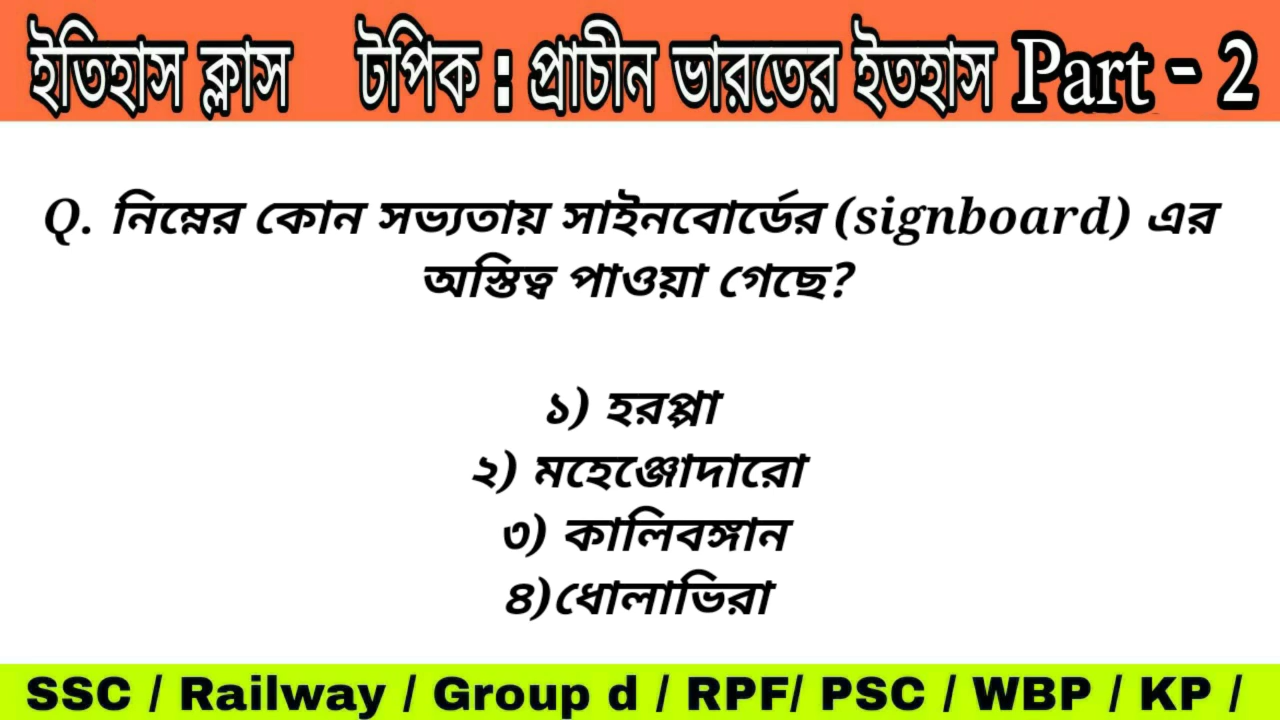 ইতিহাস ক্লাস টপিক : প্রাচীন ভারতের ইতহাস Part - 2
Q. নিম্নের কোন সভ্যতায় সাইনবোর্ডের (signboard) এর
অস্তিত্ব পাওয়া গেছে?
১) হরপ্পা
২) মহেঞ্জোদারো
৩) কালিবঙ্গান
৪)ধোলাভিরা
SSC / Railway / Group d / RPF/ PSC / WBP / KP /